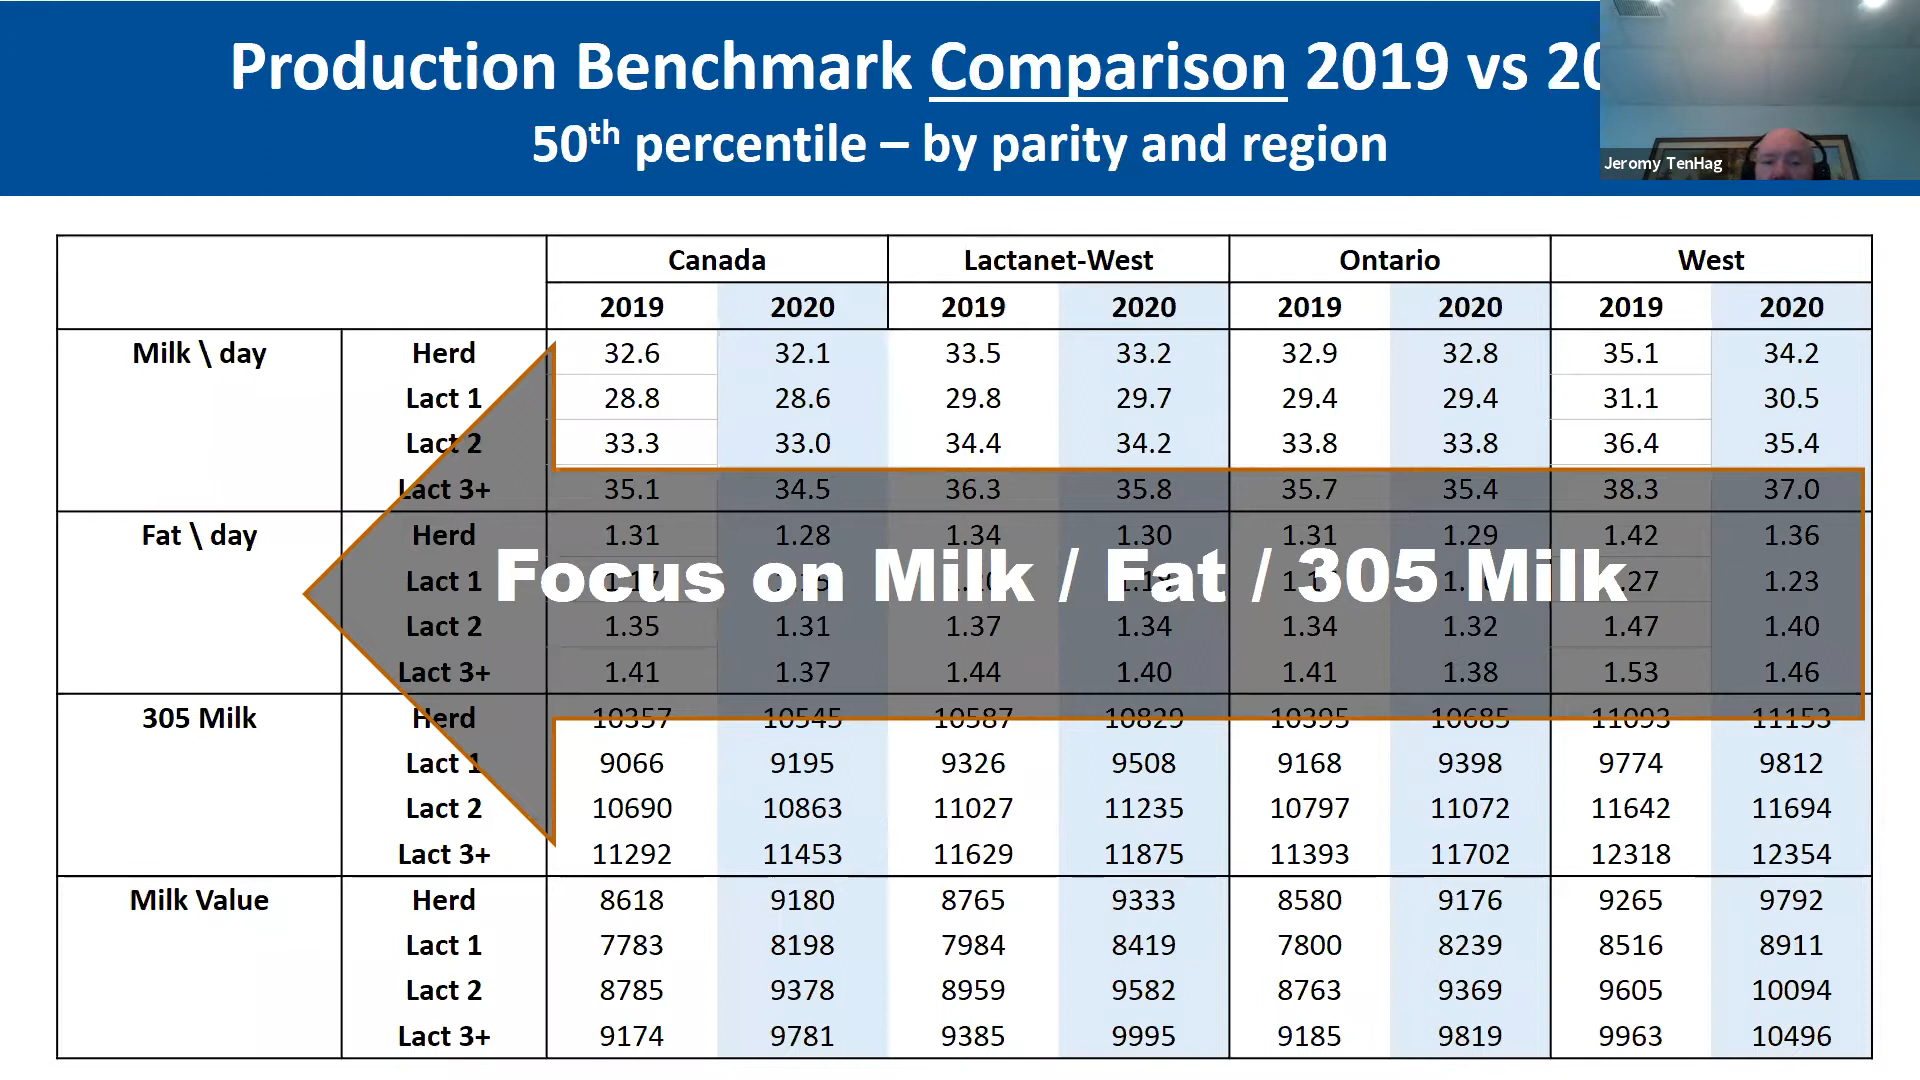 Production Benchmark Comparison 2019 vs 20
50th percentile – by parity and region
Jeromy TenHag
Canada Lactanet-West Ontario West
2019 2020 2019 2020 2019 2020 2019 2020
Milk \ day Herd 32.6 32.1 33.5 33.2 32.9 32.8 35.1 34.2
Lact 1 28.8 28.6 29.8 29.7 29.4 29.4 31.1 30.5
Lact 2 33.3 33.0 34.4 34.2 33.8 33.8 36.4 35.4
Lact 3+ 35.1 34.5 36.3 35.8 35.7 35.4 38.3 37.0
Fat \ day Herd 1.31 1.28 1.34 1.30 1.31 1.29 1.42 1.36
Focus on Milk / Fat / 305 Milk
Lact 1 1.23
Lact 2 1.35 1.31 1.37 1.34 1.34 1.32 1.47 1.40
Lact 3+ 1.41 1.37 1.44 1.40 1.41 1.38 1.53 1.46
305 Milk Herd 10357 10545 10587 10829 10395 10685 11093 11153
Lact 1 9066 9195 9326 9508 9168 9398 9774 9812
Lact 2 10690 10863 11027 11235 10797 11072 11642 11694
Lact 3+ 11292 11453 11629 11875 11393 11702 12318 12354
Milk Value Herd 8618 9180 8765 9333 8580 9176 9265 9792
Lact 1 7783 8198 7984 8419 7800 8239 8516 8911
Lact 2 8785 9378 8959 9582 8763 9369 9605 10094
Lact 3+ 9174 9781 9385 9995 9185 9819 9963 10496